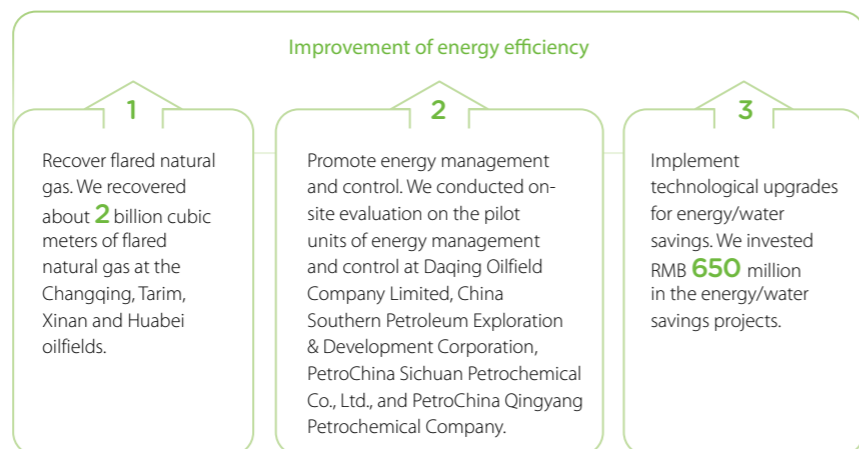 Improvement of energy efficiency
1
Recover flared natural
gas. We recovered
about 2 billion cubic
meters of flared
natural gas at the
Changqing, Tarim,
Xinan and Huabei
oilfields.
2
Promote energy management
and control. We conducted on-
site evaluation on the pilot
units of energy management
and control at Daqing Oilfield
Company Limited, China
Southern Petroleum Exploration
& Development Corporation,
PetroChina Sichuan Petrochemical
Co., Ltd., and PetroChina Qingyang
Petrochemical Company.
3
Implement
technological upgrades
for energy/water
savings. We invested
RMB 650 million
in the energy/water
savings projects.